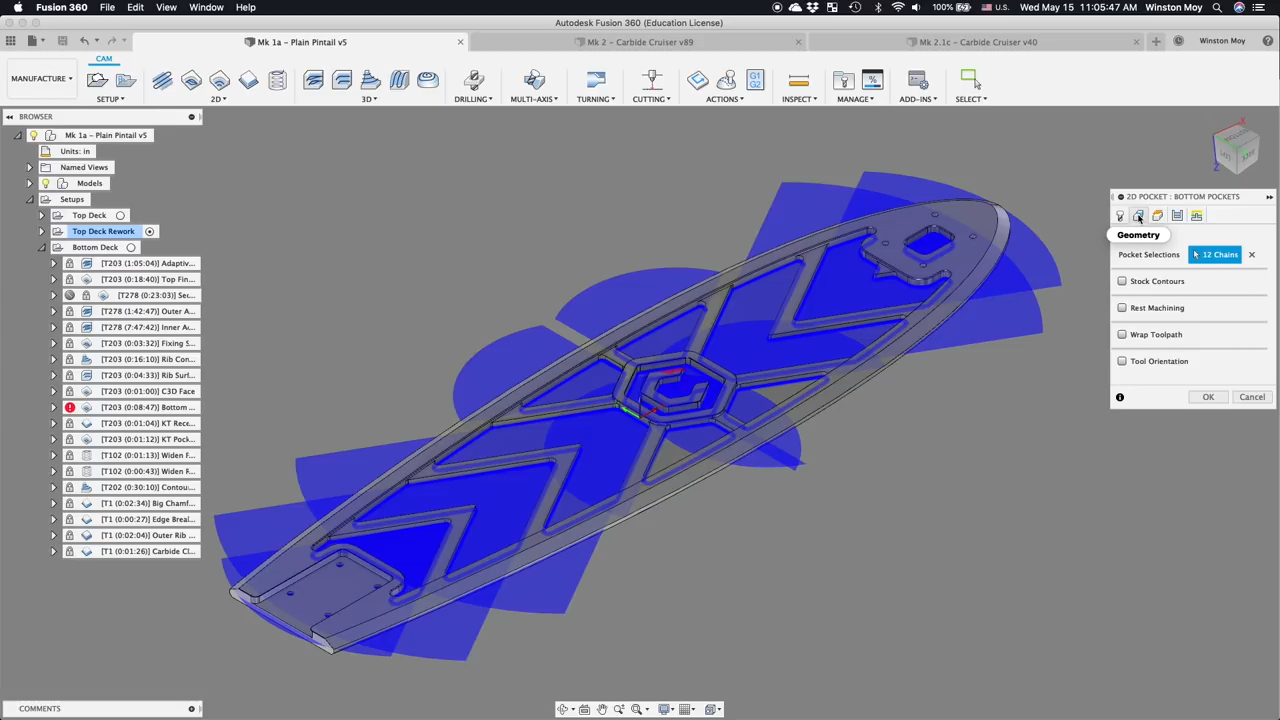 Fusion 360 File Edit View Window Help 100% Wed May 15 11:05:47 AM Winston Moy
Autodesk Fusion 360 (Education License)
Mk 1a – Plain Pintail v5 Mk 2 – Carbide Cruiser v89 Mk 2.1c – Carbide Cruiser v40 Winston Moy
CAM
MANUFACTURE
SETUP 2D 3D DRILLING MULTI-AXIS TURNING CUTTING ACTIONS INSPECT MANAGE ADD-INS SELECT
G1
G2
BROWSER
Mk 1a – Plain Pintail v5
Units: in
Named Views
Models
Setups
Top Deck
Top Deck Rework
Bottom Deck
[T203 (1:05:04)] Adaptiv...
[T203 (0:18:40)] Top Fin...
[T278 (0:23:03)] Sec...
[T278 (1:42:47)] Outer A...
[T278 (7:47:42)] Inner A...
[T203 (0:03:32)] Fixing S...
[T203 (0:16:10)] Rib Con...
[T203 (0:04:33)] Rib Surf...
[T203 (0:01:00)] C3D Face
[T203 (0:08:47)] Bottom ...
[T203 (0:01:04)] KT Rece...
[T203 (0:01:12)] KT Pock...
[T102 (0:01:13)] Widen F...
[T102 (0:00:43)] Widen F...
[T202 (0:30:10)] Contou...
[T1 (0:02:34)] Big Chamf...
[T1 (0:00:27)] Edge Break...
[T1 (0:02:04)] Outer Rib ...
[T1 (0:01:26)] Carbide Cl...
X
Z
2D POCKET : BOTTOM POCKETS
Geometry
Pocket Selections 12 Chains
Stock Contours
Rest Machining
Wrap Toolpath
Tool Orientation
OK Cancel
COMMENTS